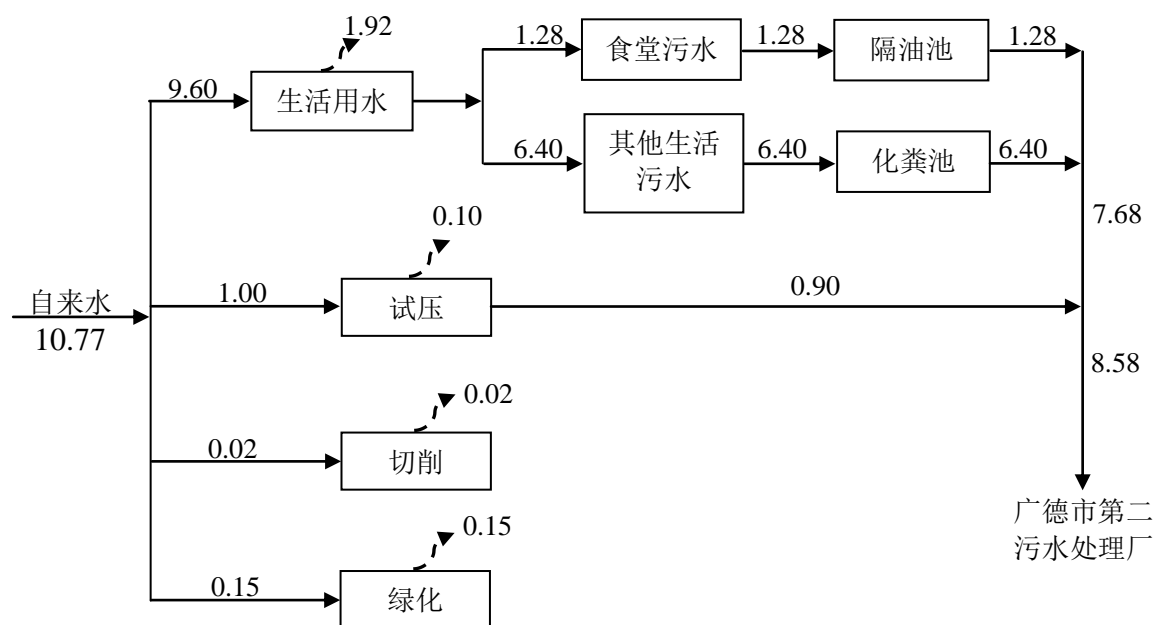 1.92
1.28
食堂污水
1.28
隔油池
1.28
9.60
生活用水
6.40
其他生活
污水
6.40
化粪池
6.40
7.68
0.10
自来水
10.77
1.00
试压
0.90
8.58
0.02
0.02
切削
0.15
0.15
绿化
广德市第二
污水处理厂